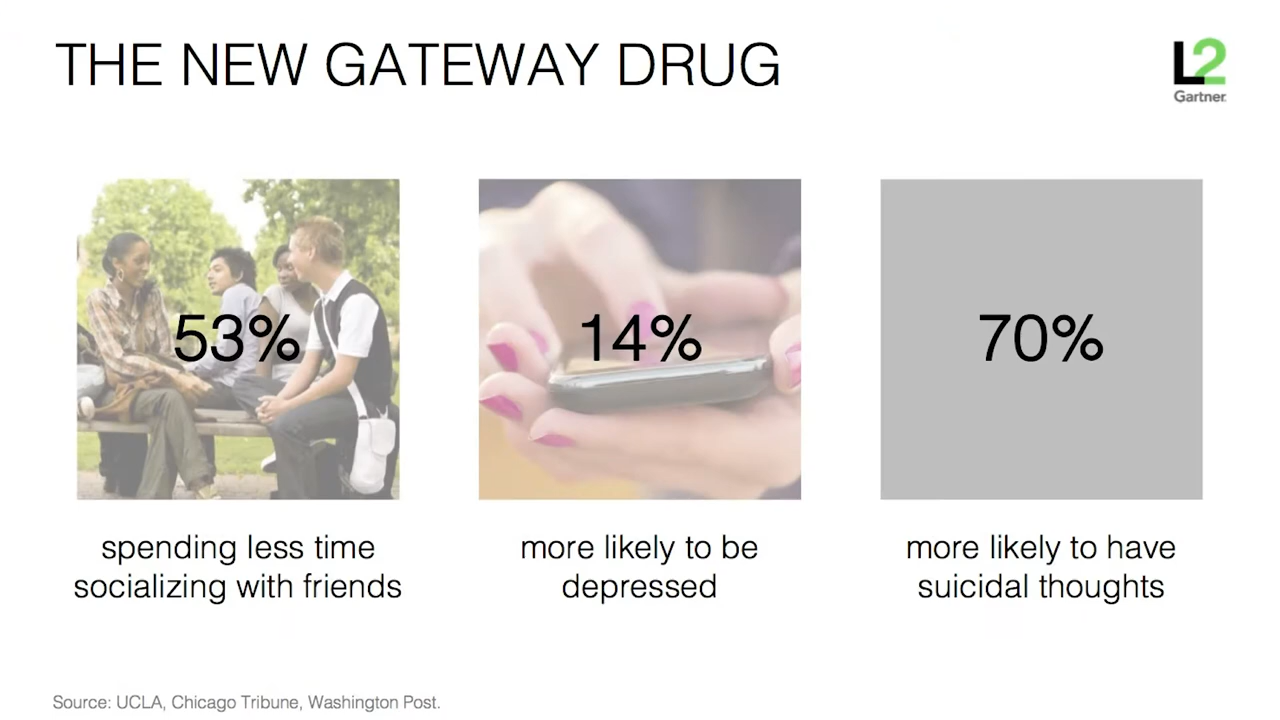 THE NEW GATEWAY DRUG
L2
Gartner
53%
14%
70%
spending less time
socializing with friends
more likely to be
depressed
more likely to have
suicidal thoughts
Source: UCLA, Chicago Tribune, Washington Post.